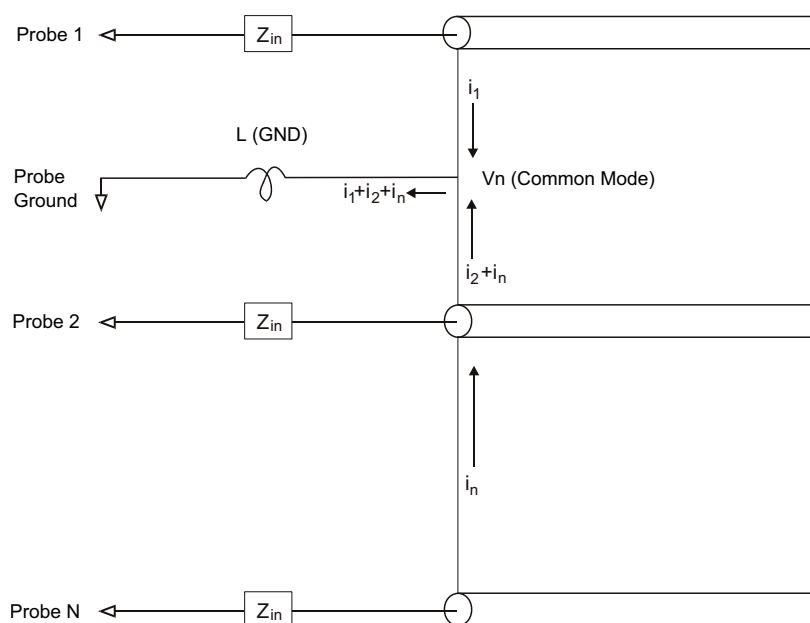 Probe 1
Zin
i1
L (GND)
Probe
Ground
i1+i2+in
Vn (Common Mode)
i2+in
Probe 2
Zin
in
Probe N
Zin